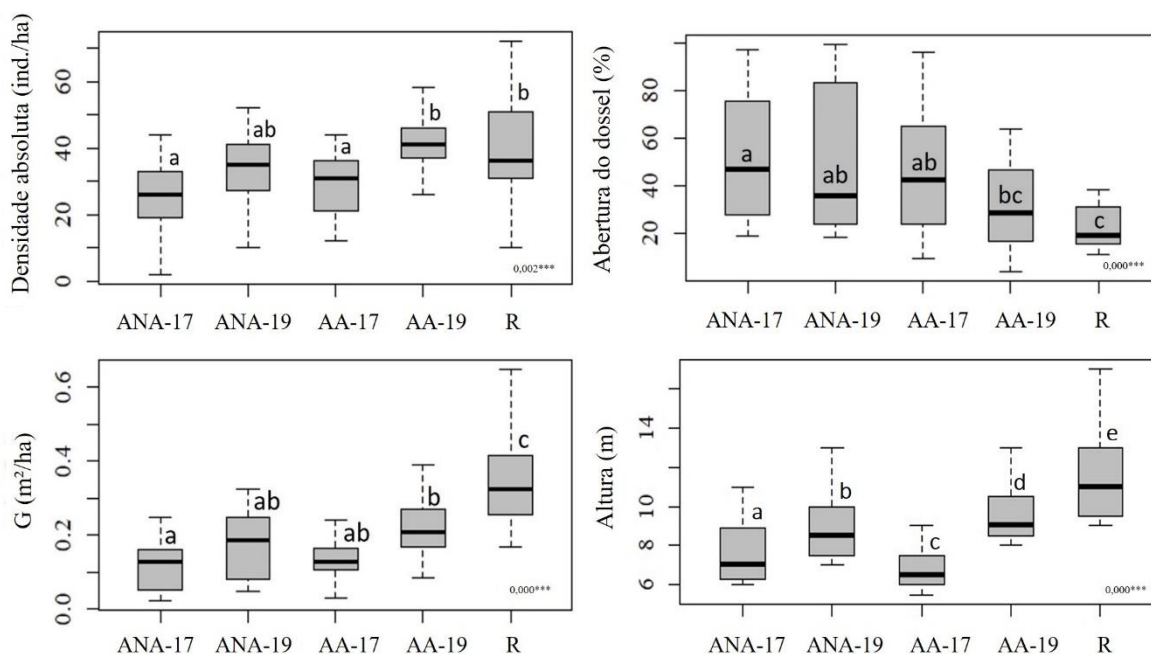 Densidade absoluta (ind./ha)
60
40
20
0
a
ab
a
b
b
0,002***
ANA-17 ANA-19 AA-17 AA-19 R
Abertura do dossel (%)
80
60
40
20
a
ab
ab
bc
c
0,000***
ANA-17 ANA-19 AA-17 AA-19 R
G (m²/ha)
0.6
0.4
0.2
0.0
a
ab
ab
b
c
0,000***
ANA-17 ANA-19 AA-17 AA-19 R
Altura (m)
14
10
8
6
a
b
c
d
e
0,000***
ANA-17 ANA-19 AA-17 AA-19 R